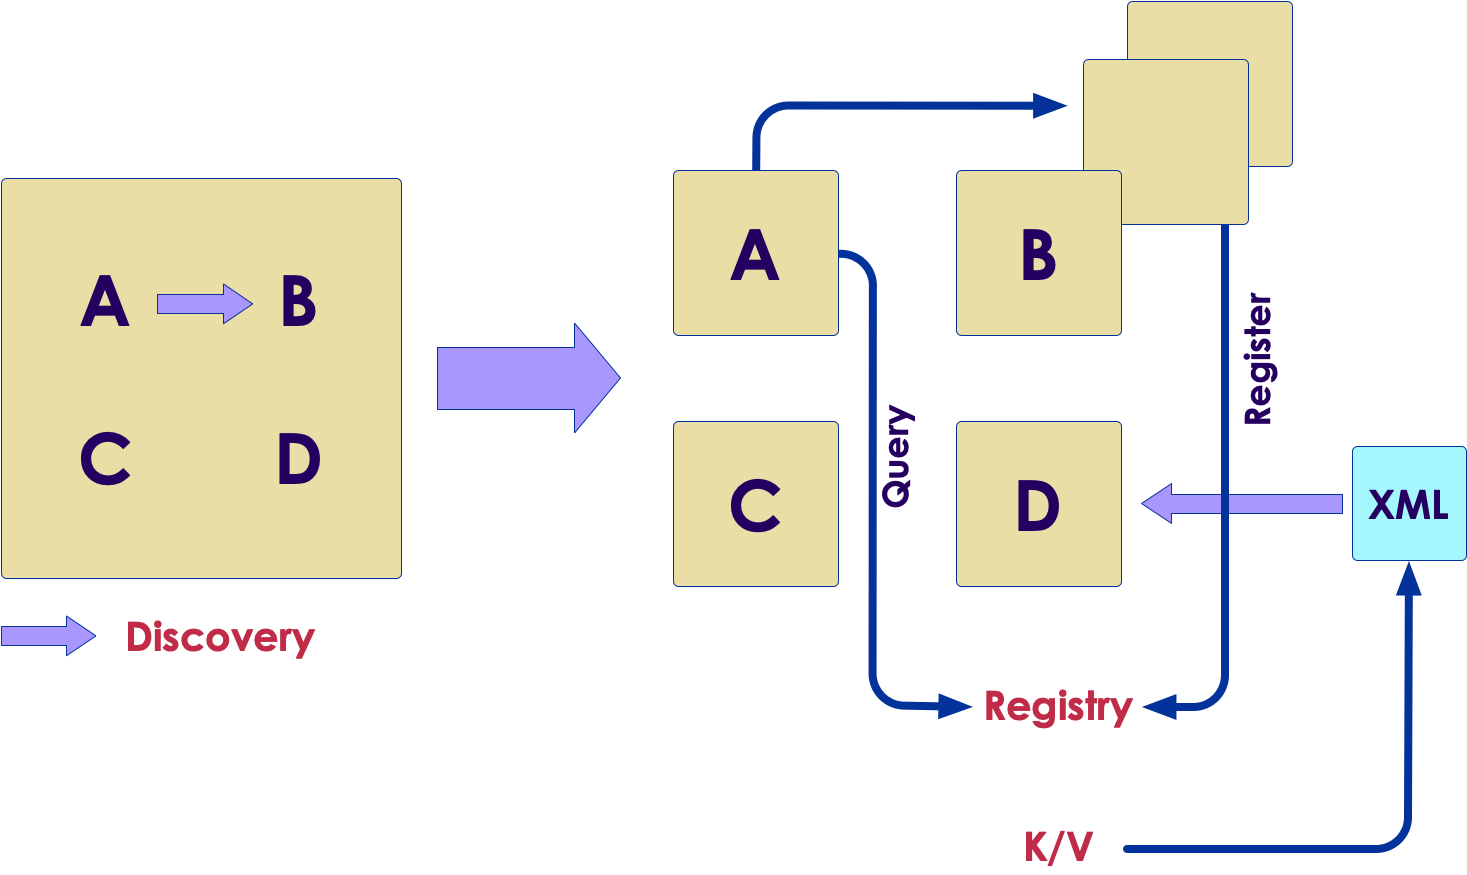 A B
C D
Discovery
A B
C D
Query
Register
XML
Registry
K/V